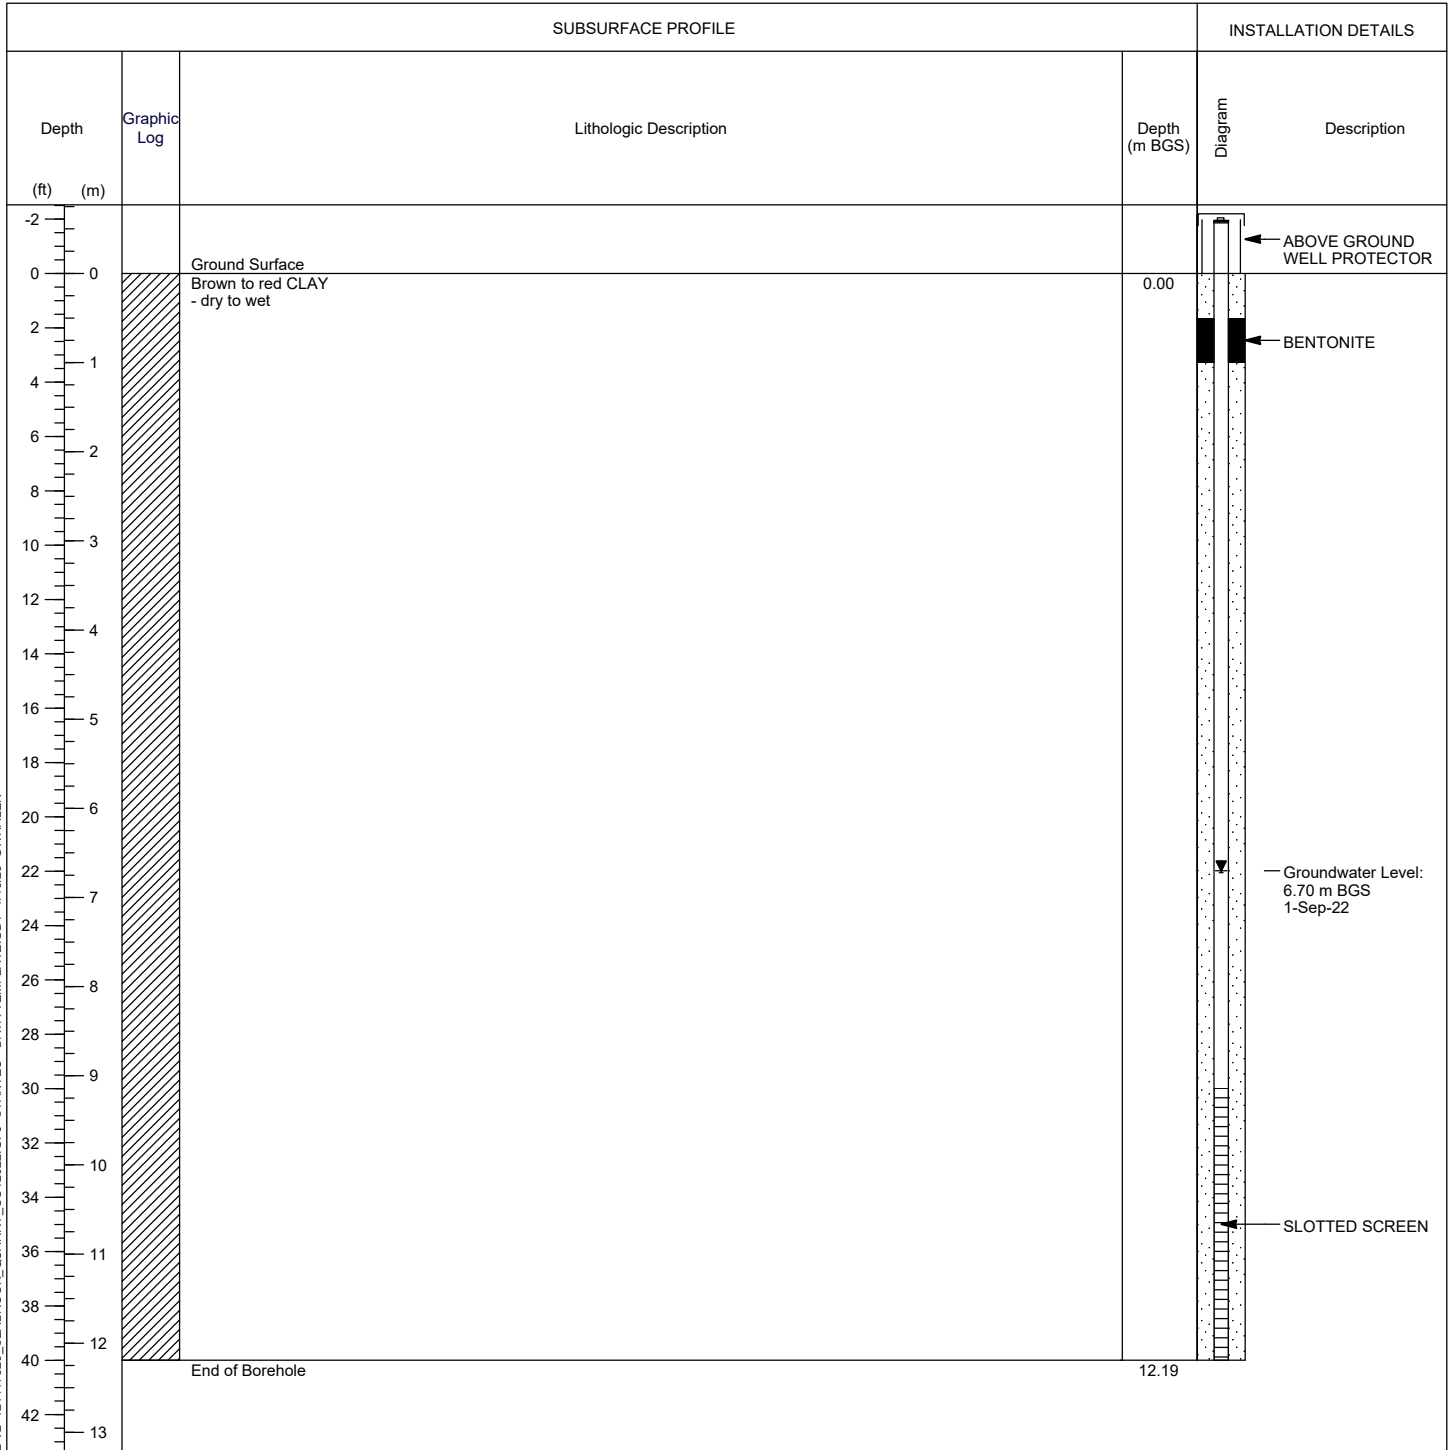 SUBSURFACE PROFILE
INSTALLATION DETAILS
Depth
Graphic
Log
Lithologic Description
Depth
(m BGS)
Diagram
Description
(ft) (m)
-2
ABOVE GROUND
WELL PROTECTOR
Ground Surface
0 0
Brown to red CLAY
- dry to wet
0.00
2
BENTONITE
1
4
6
2
8
10
3
12
4
14
16
5
18
6
20
22
Groundwater Level:
6.70 m BGS
1-Sep-22
7
24
26
8
28
9
30
32
10
34
SLOTTED SCREEN
36
11
38
12
40
End of Borehole
12.19
42
13